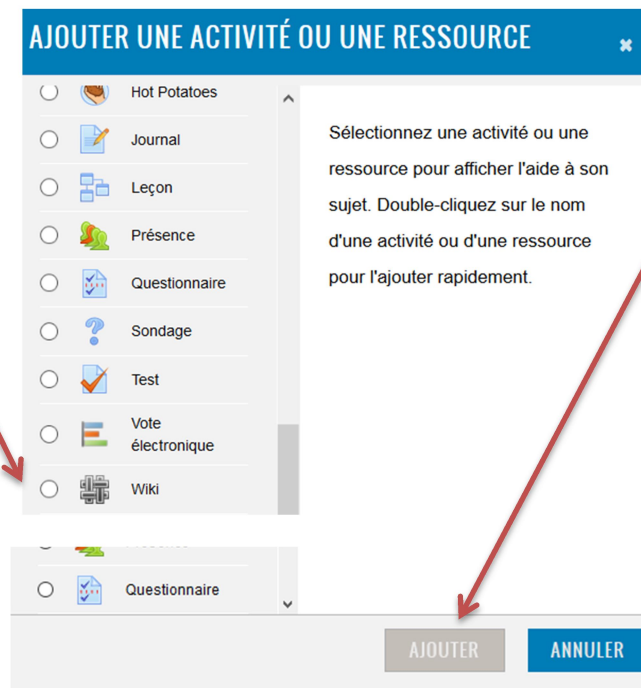 AJOUTER UNE ACTIVITÉ OU UNE RESSOURCE
Hot Potatoes
Journal
Leçon
Présence
Questionnaire
Sondage
Test
Vote
électronique
Wiki
Sélectionnez une activité ou une
ressource pour afficher l'aide à son
sujet. Double-cliquez sur le nom
d'une activité ou d'une ressource
pour l'ajouter rapidement.
Questionnaire
AJOUTER
ANNULER